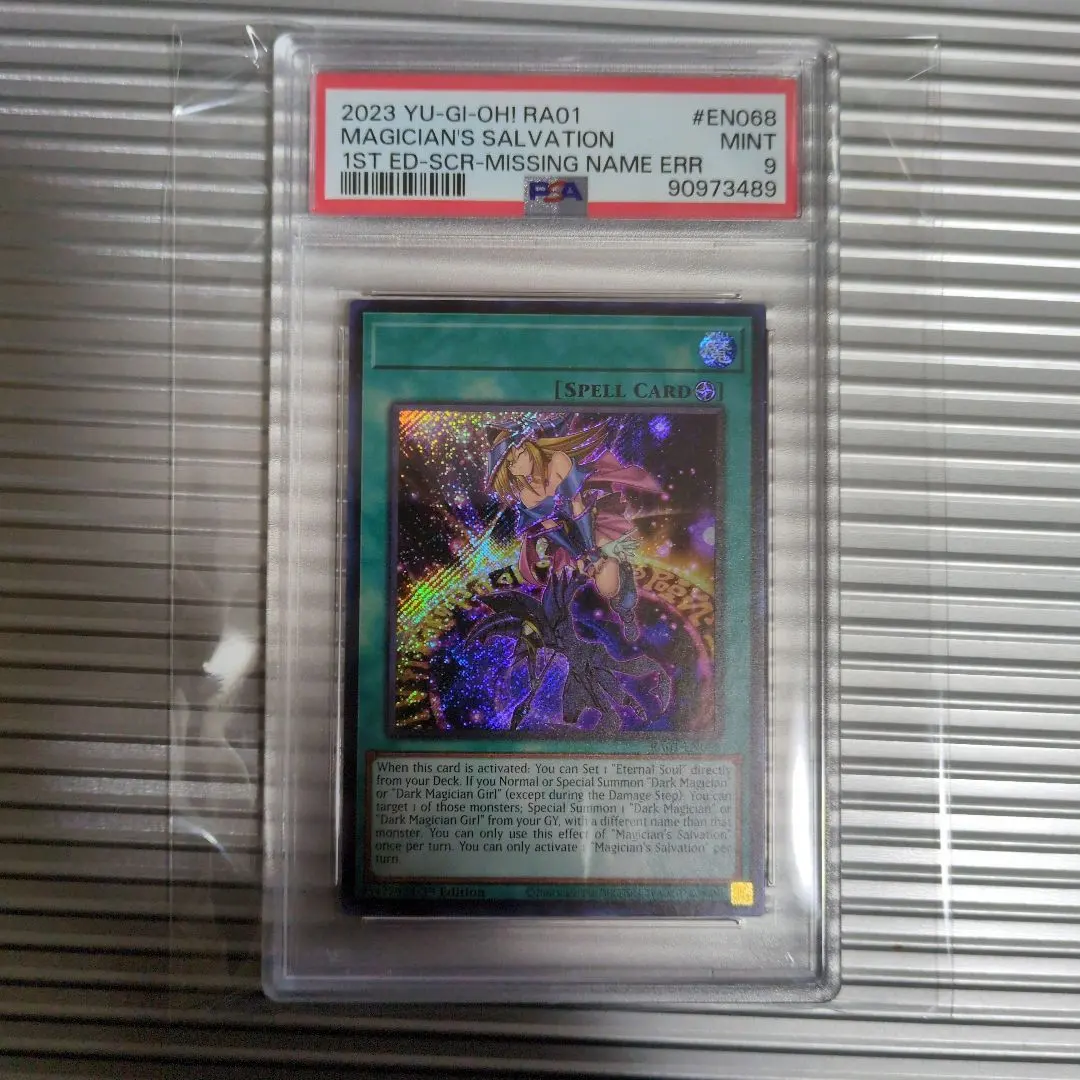 2023 YU-GI-OH! RA01 #EN068
MAGICIAN'S SALVATION MINT
1ST ED-SCR-MISSING NAME ERR 9
PSA 90973489
魔
[SPELL CARD]
When this card is activated: You can Set 1 "Eternal Soul" directly
from your Deck. If you Normal or Special Summon "Dark Magician"
or "Dark Magician Girl" (except during the Damage Step): You can
target 1 of those monsters; Special Summon 1 "Dark Magician" or
"Dark Magician Girl" from your GY, with a different name than that
monster. You can only use this effect of "Magician's Salvation"
once per turn. You can only activate 1 "Magician's Salvation" per
turn.
Edition